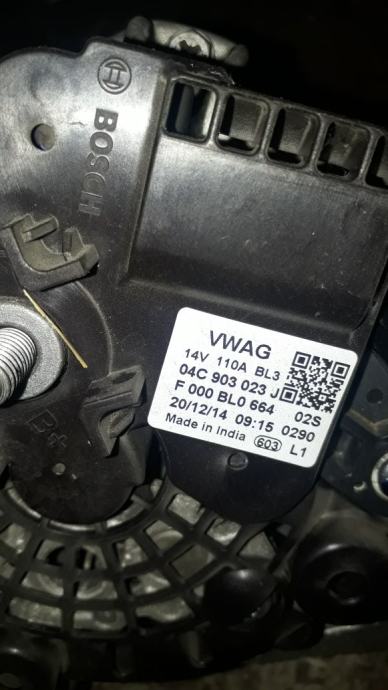 BOSCH
VWAG
14V 110A BL3
04C 903 023 J
F 000 BL0 664 02S
20/12/14 09:15 0290
Made in India 603 L1
B+